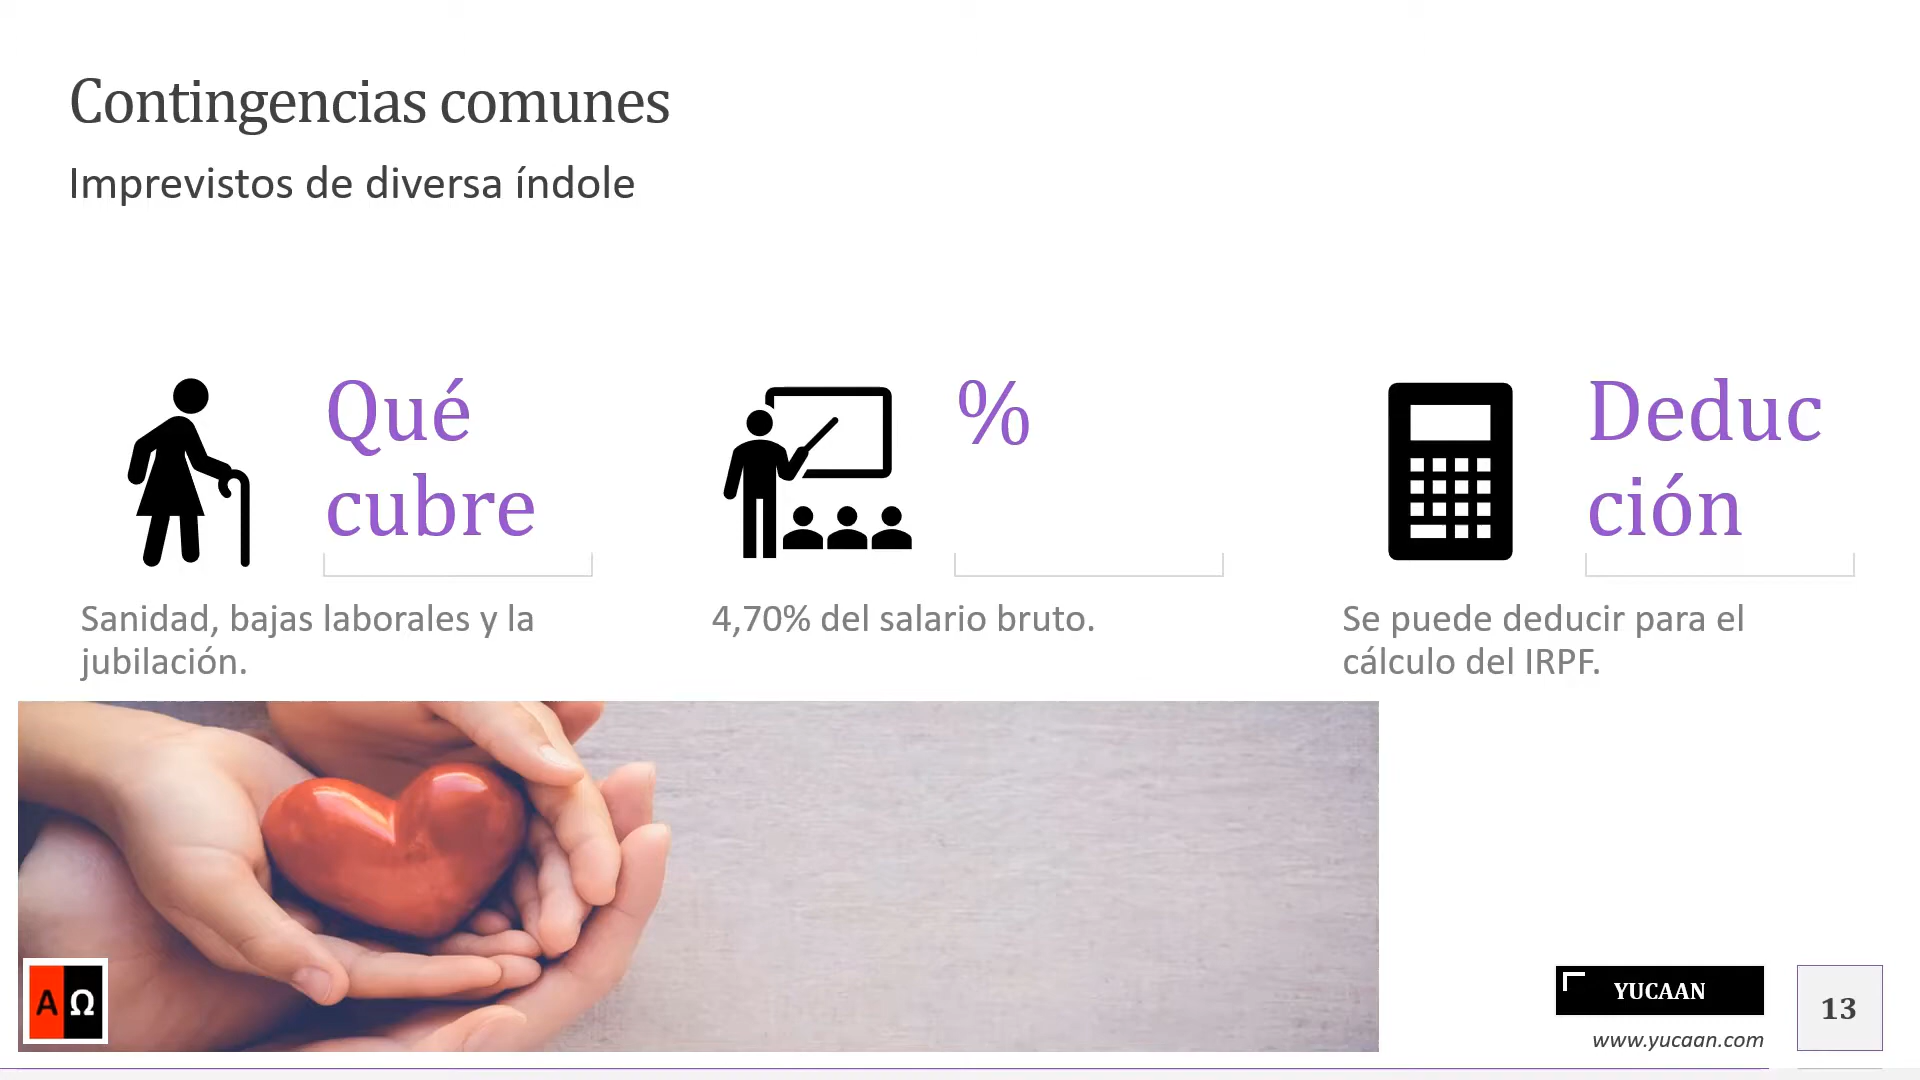 Contingencias comunes
Imprevistos de diversa índole
Qué
cubre
Sanidad, bajas laborales y la
jubilación.
%
4,70% del salario bruto.
Deduc
ción
Se puede deducir para el
cálculo del IRPF.
AΩ
YUCAAN
www.yucaan.com
13